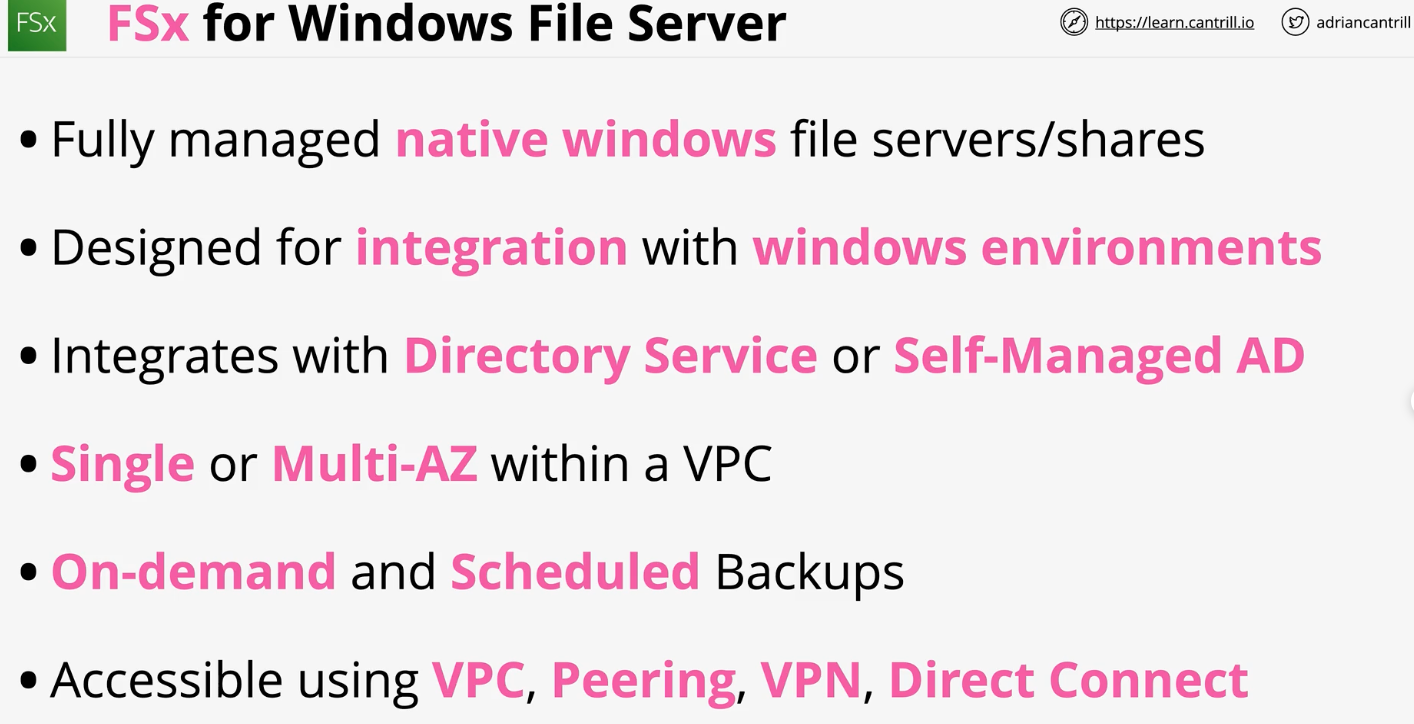 FSx
FSx for Windows File Server
https://learn.cantrill.io
adriancantrill
• Fully managed native windows file servers/shares
• Designed for integration with windows environments
• Integrates with Directory Service or Self-Managed AD
• Single or Multi-AZ within a VPC
• On-demand and Scheduled Backups
• Accessible using VPC, Peering, VPN, Direct Connect